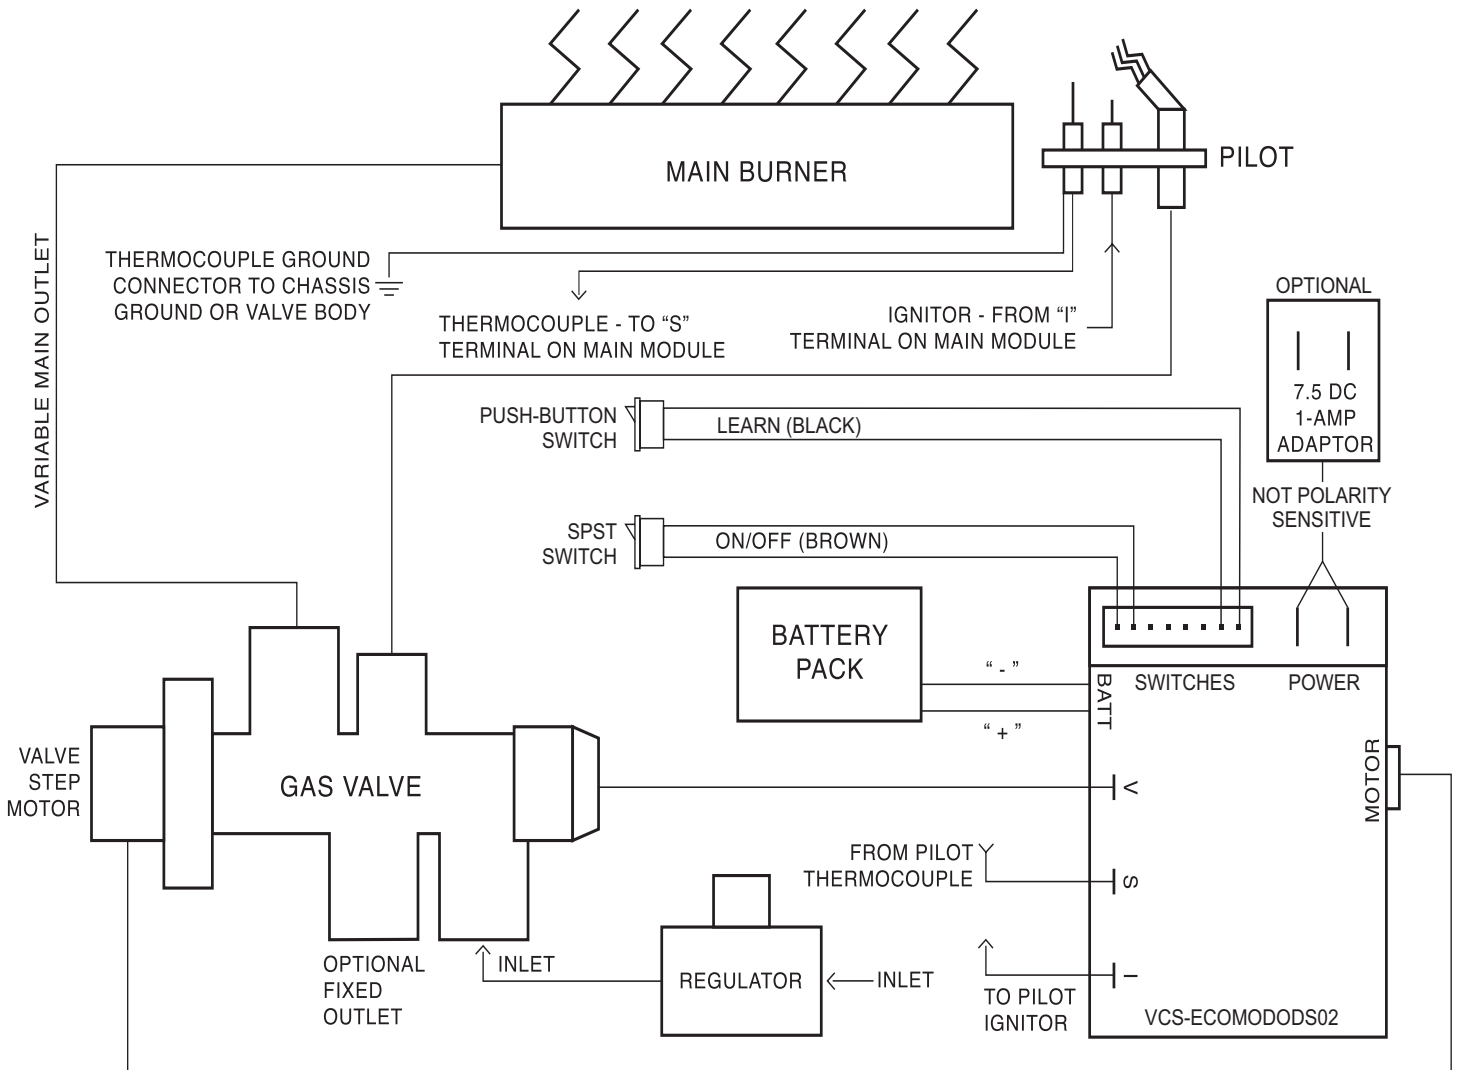 MAIN BURNER
PILOT
VARIABLE MAIN OUTLET
THERMOCOUPLE GROUND
CONNECTOR TO CHASSIS
GROUND OR VALVE BODY
THERMOCOUPLE - TO “S”
TERMINAL ON MAIN MODULE
IGNITOR - FROM “I”
TERMINAL ON MAIN MODULE
OPTIONAL
7.5 DC
1-AMP
ADAPTOR
NOT POLARITY
SENSITIVE
PUSH-BUTTON
SWITCH
LEARN (BLACK)
SPST
SWITCH
ON/OFF (BROWN)
BATTERY
PACK
“ - ”
“ + ”
BATT
SWITCHES
POWER
MOTOR
VALVE
STEP
MOTOR
GAS VALVE
V
FROM PILOT
THERMOCOUPLE
S
OPTIONAL
FIXED
OUTLET
INLET
REGULATOR
INLET
TO PILOT
IGNITOR
I
VCS-ECOMODODS02